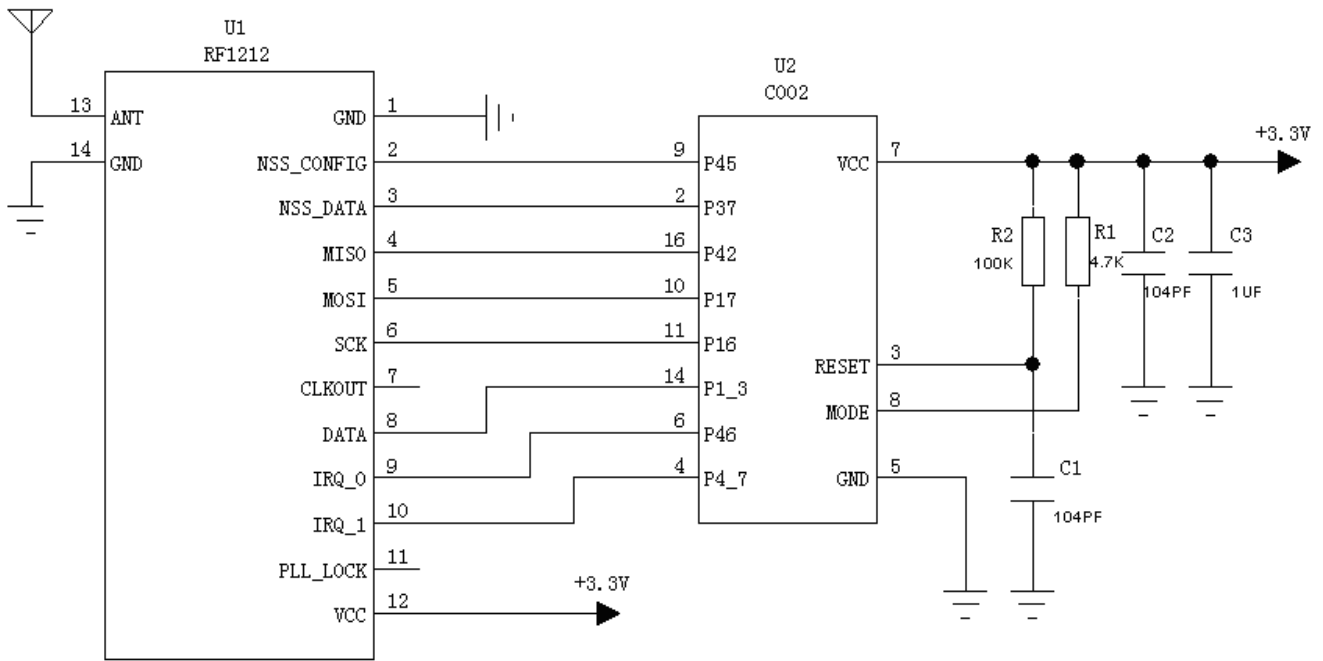 U1
RF1212
13
ANT
14
GND
GND
1
NSS_CONFIG
2
NSS_DATA
3
MISO
4
MOSI
5
SCK
6
CLKOUT
7
DATA
8
IRQ_0
9
IRQ_1
10
PLL_LOCK
11
VCC
12
+3.3V
U2
C002
9
P45
2
P37
16
P42
10
P17
11
P16
14
P1_3
6
P46
4
P4_7
VCC
7
RESET
3
MODE
8
GND
5
+3.3V
R2
100K
R1
4.7K
C2
104PF
C3
1UF
C1
104PF